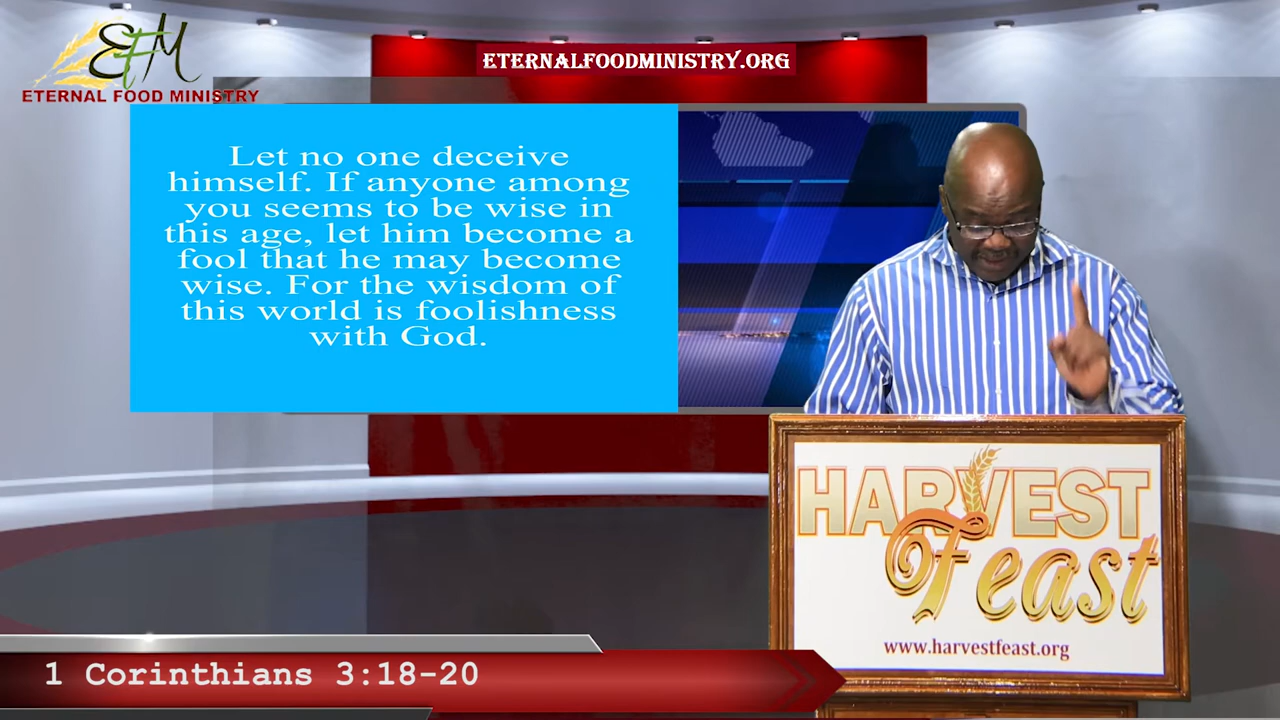 EFM
ETERNAL FOOD MINISTRY
ETERNALFOODMINISTRY.ORG
Let no one deceive
himself. If anyone among
you seems to be wise in
this age, let him become a
fool that he may become
wise. For the wisdom of
this world is foolishness
with God.
HARVEST
Feast
www.harvestfeast.org
1 Corinthians 3:18-20